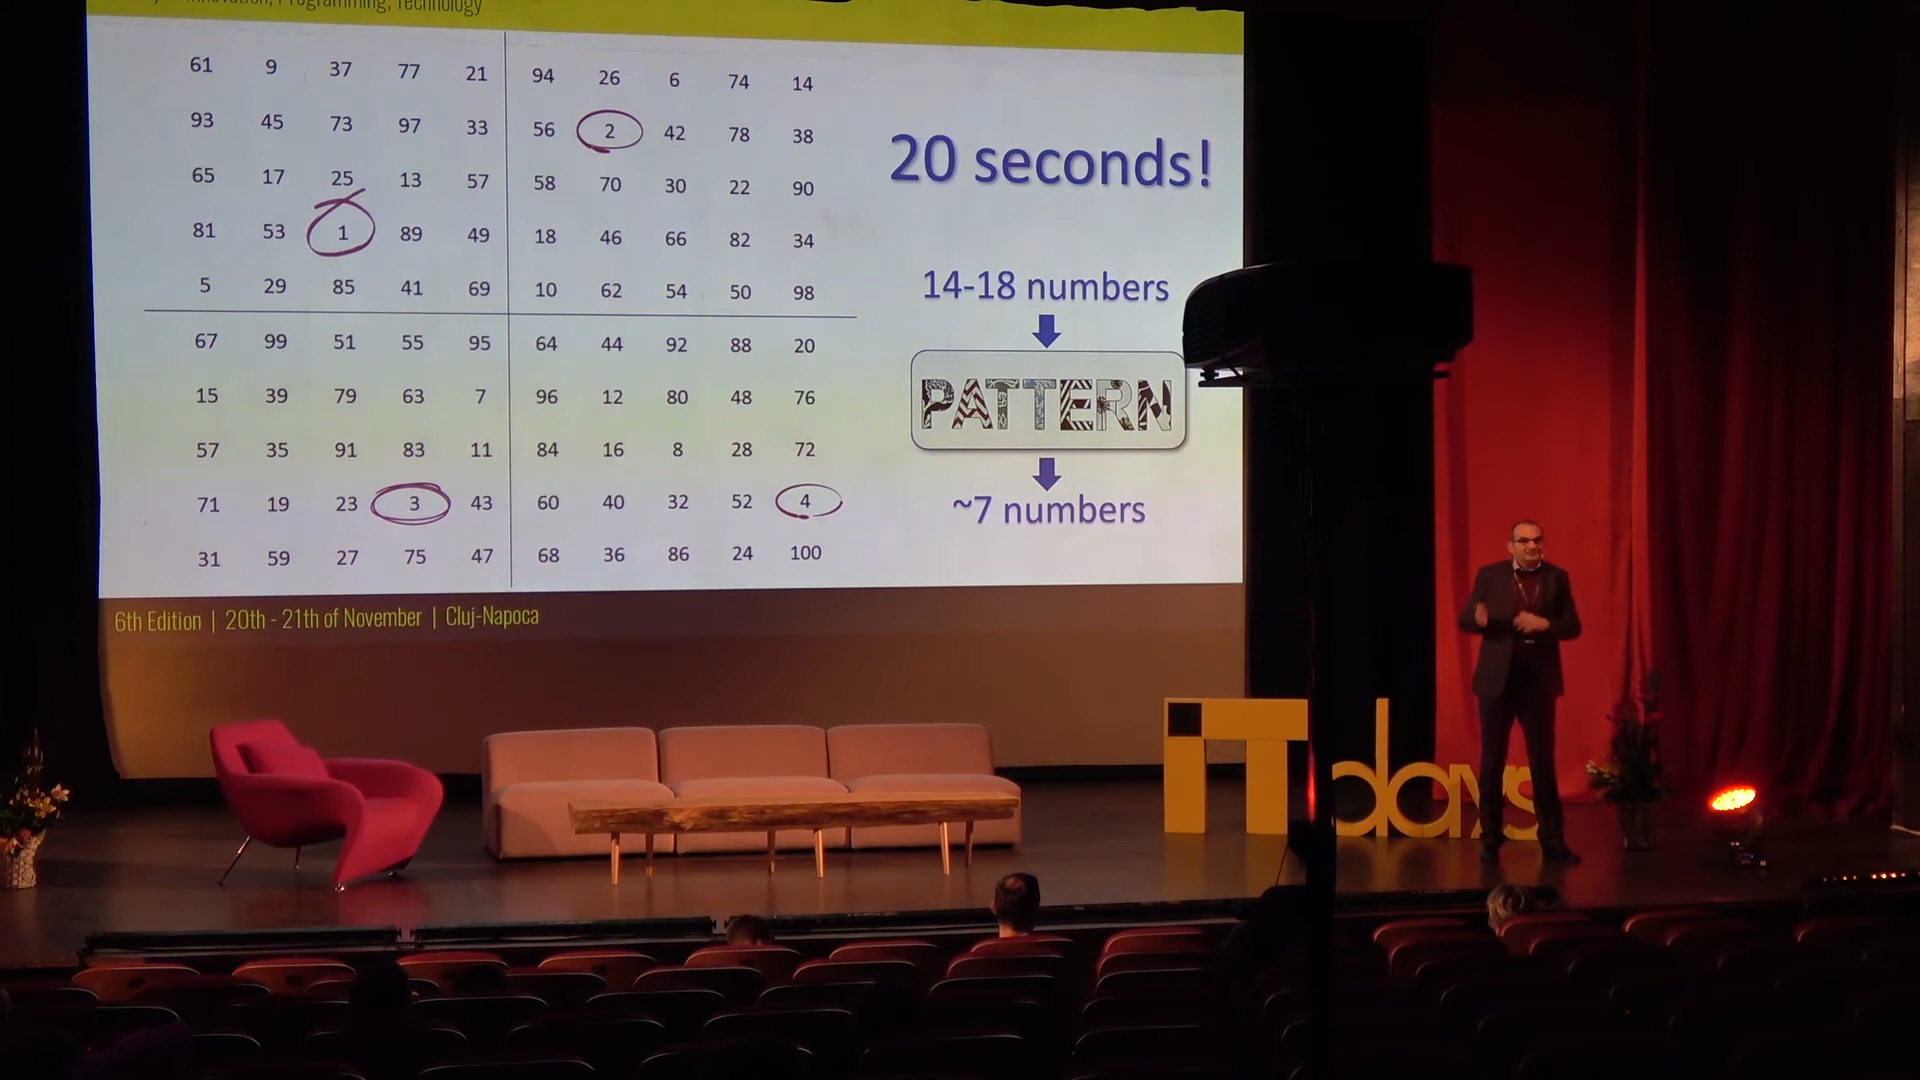 Innovation, Programming, Technology
61 9 37 77 21 94 26 6 74 14
93 45 73 97 33 56 2 42 78 38
65 17 25 13 57 58 70 30 22 90
81 53 1 89 49 18 46 66 82 34
5 29 85 41 69 10 62 54 50 98
67 99 51 55 95 64 44 92 88 20
15 39 79 63 7 96 12 80 48 76
57 35 91 83 11 84 16 8 28 72
71 19 23 3 43 60 40 32 52 4
31 59 27 75 47 68 36 86 24 100
20 seconds!
14-18 numbers
PATTERN
~7 numbers
6th Edition | 20th - 21th of November | Cluj-Napoca
iT days